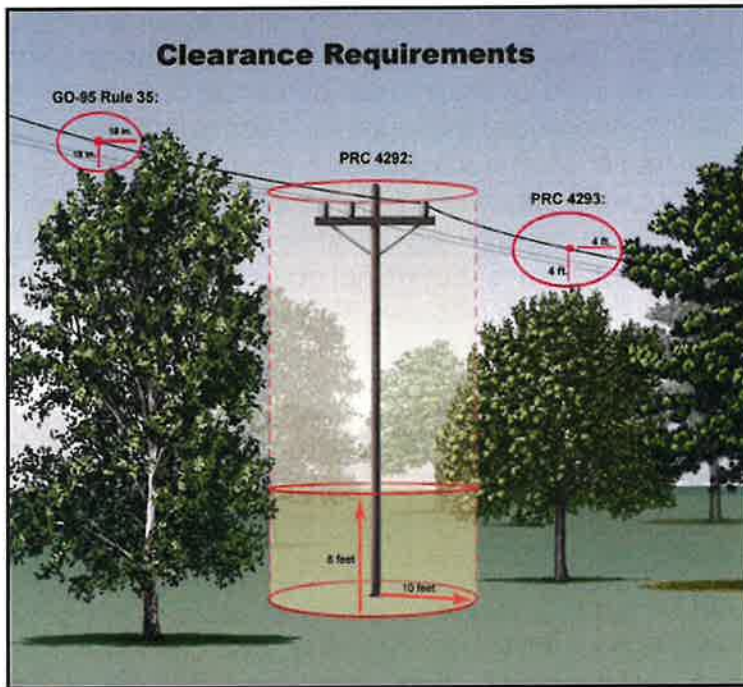 Clearance Requirements
GO-95 Rule 35:
18 in.
18 in.
PRC 4292:
PRC 4293:
4 ft.
4 ft.
8 feet
10 feet